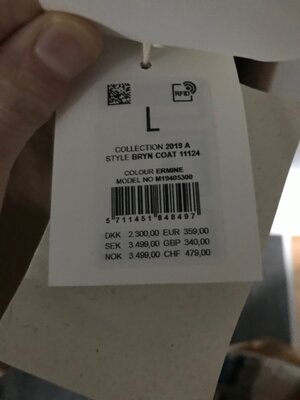 RFID
L
COLLECTION 2019 A
STYLE BRYN COAT 11124
COLOUR ERMINE
MODEL NO M19405300
5 711451 848497
DKK 2.300,00 EUR 359,00
SEK 3.499,00 GBP 340,00
NOK 3.499,00 CHF 479,00